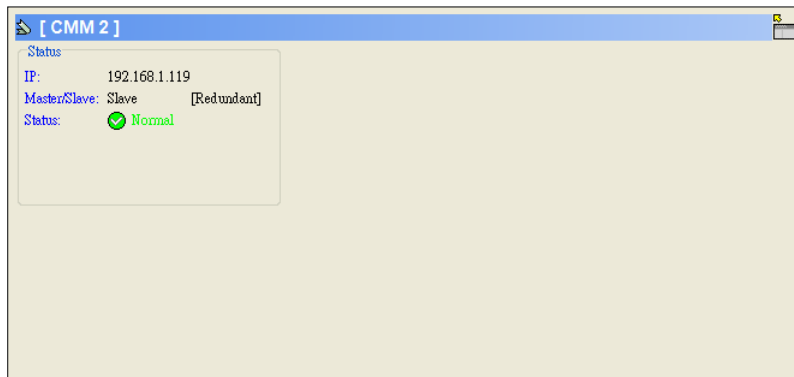 [ CMM 2 ]
Status
IP: 192.168.1.119
Master/Slave: Slave [Redundant]
Status: Normal